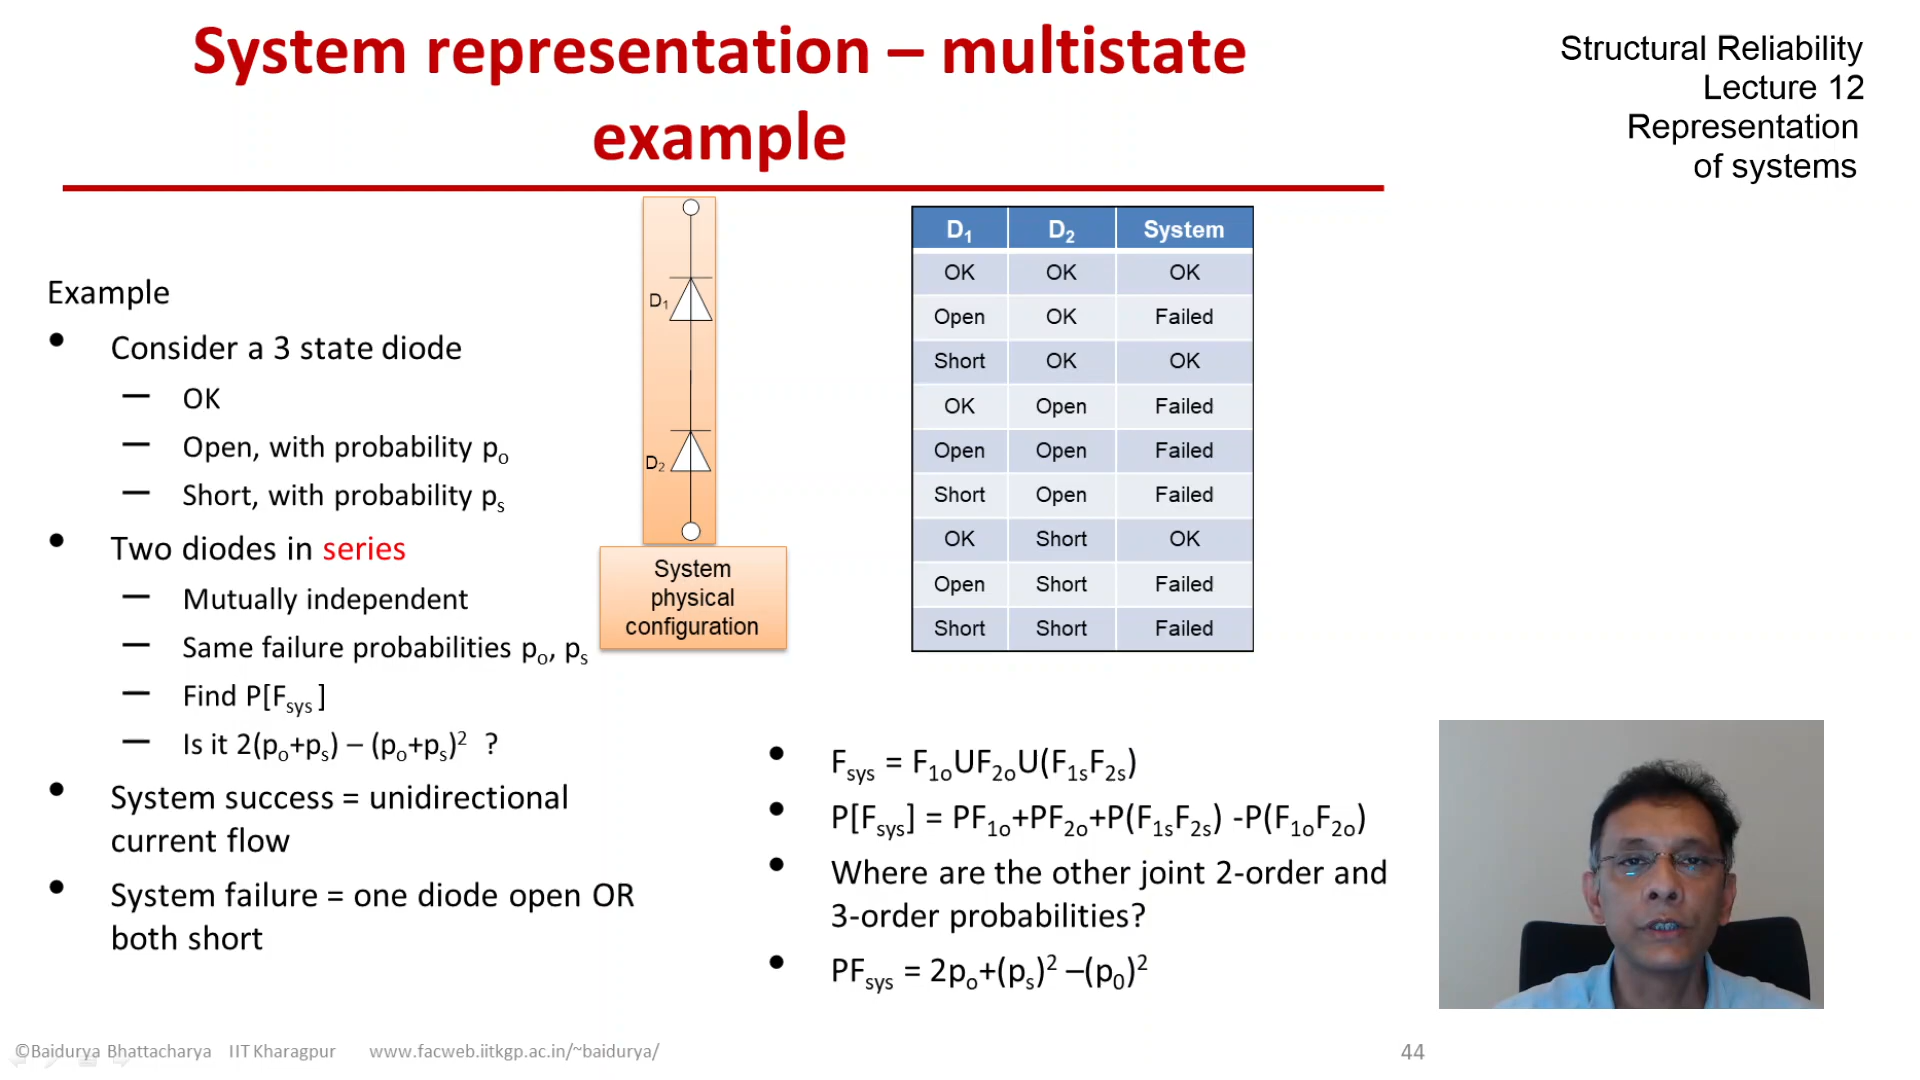 System representation – multistate
example
Structural Reliability
Lecture 12
Representation
of systems
Example
• Consider a 3 state diode
– OK
– Open, with probability pₒ
– Short, with probability pₛ
• Two diodes in series
– Mutually independent
– Same failure probabilities pₒ, pₛ
– Find P[Fsys ]
– Is it 2(pₒ+pₛ) – (pₒ+pₛ)² ?
• System success = unidirectional
current flow
• System failure = one diode open OR
both short
D₁
D₂
System
physical
configuration
D₁ D₂ System
OK OK OK
Open OK Failed
Short OK OK
OK Open Failed
Open Open Failed
Short Open Failed
OK Short OK
Open Short Failed
Short Short Failed
• Fsys = F1oUF2oU(F1sF2s)
• P[Fsys] = PF1o+PF2o+P(F1sF2s) -P(F1oF2o)
• Where are the other joint 2-order and
3-order probabilities?
• PFsys = 2pₒ+(pₛ)² –(p₀)²
©Baidurya Bhattacharya IIT Kharagpur www.facweb.iitkgp.ac.in/~baidurya/
44